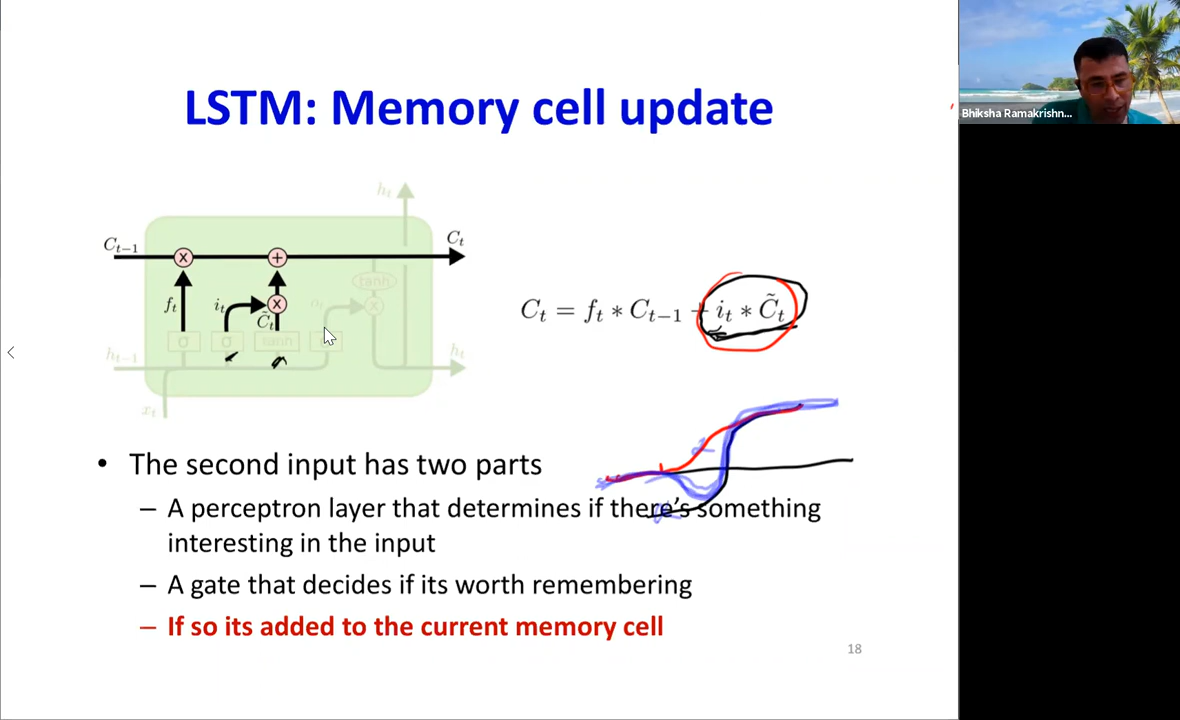 LSTM: Memory cell update
Bhiksha Ramakrishn...
h_t
C_{t-1}
C_t
f_t
i_t
C̃_t
o_t
tanh
σ σ tanh σ
h_{t-1}
h_t
x_t
C_t = f_t * C_{t-1} + i_t * C̃_t
• The second input has two parts
– A perceptron layer that determines if there's something
interesting in the input
– A gate that decides if its worth remembering
– If so its added to the current memory cell
18